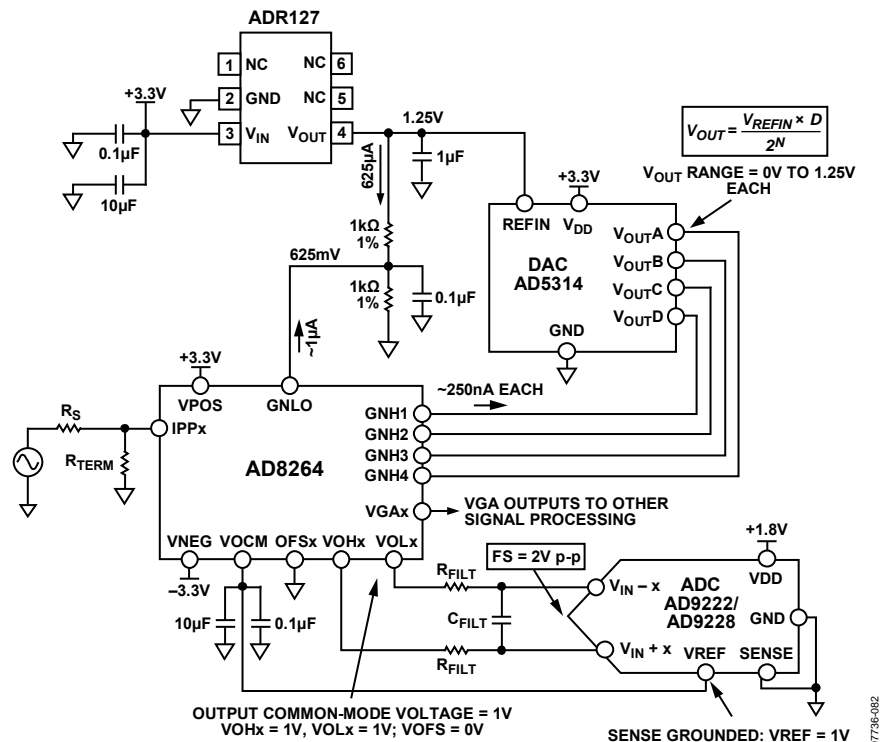 ADR127
1 NC
NC 6
+3.3V
2 GND
NC 5
3 VIN
VOUT 4
1.25V
0.1µF
10µF
1µF
625µA
VOUT = VREFIN × D / 2^N
VOUT RANGE = 0V TO 1.25V
EACH
+3.3V
REFIN
VDD
VOUTA
VOUTB
VOUTC
VOUTD
DAC
AD5314
GND
1kΩ
1%
625mV
1kΩ
1%
0.1µF
~1µA
+3.3V
VPOS
GNLO
~250nA EACH
RS
IPPx
RTERM
AD8264
GNH1
GNH2
GNH3
GNH4
VGAx
VGA OUTPUTS TO OTHER
SIGNAL PROCESSING
VNEG
VOCM
OFSx
VOHx
VOLx
–3.3V
10µF
0.1µF
RFILT
CFILT
RFILT
FS = 2V p-p
+1.8V
VDD
VIN – x
ADC
AD9222/
AD9228
GND
VIN + x
VREF
SENSE
OUTPUT COMMON-MODE VOLTAGE = 1V
VOHx = 1V, VOLx = 1V; VOFS = 0V
SENSE GROUNDED: VREF = 1V
07736-082